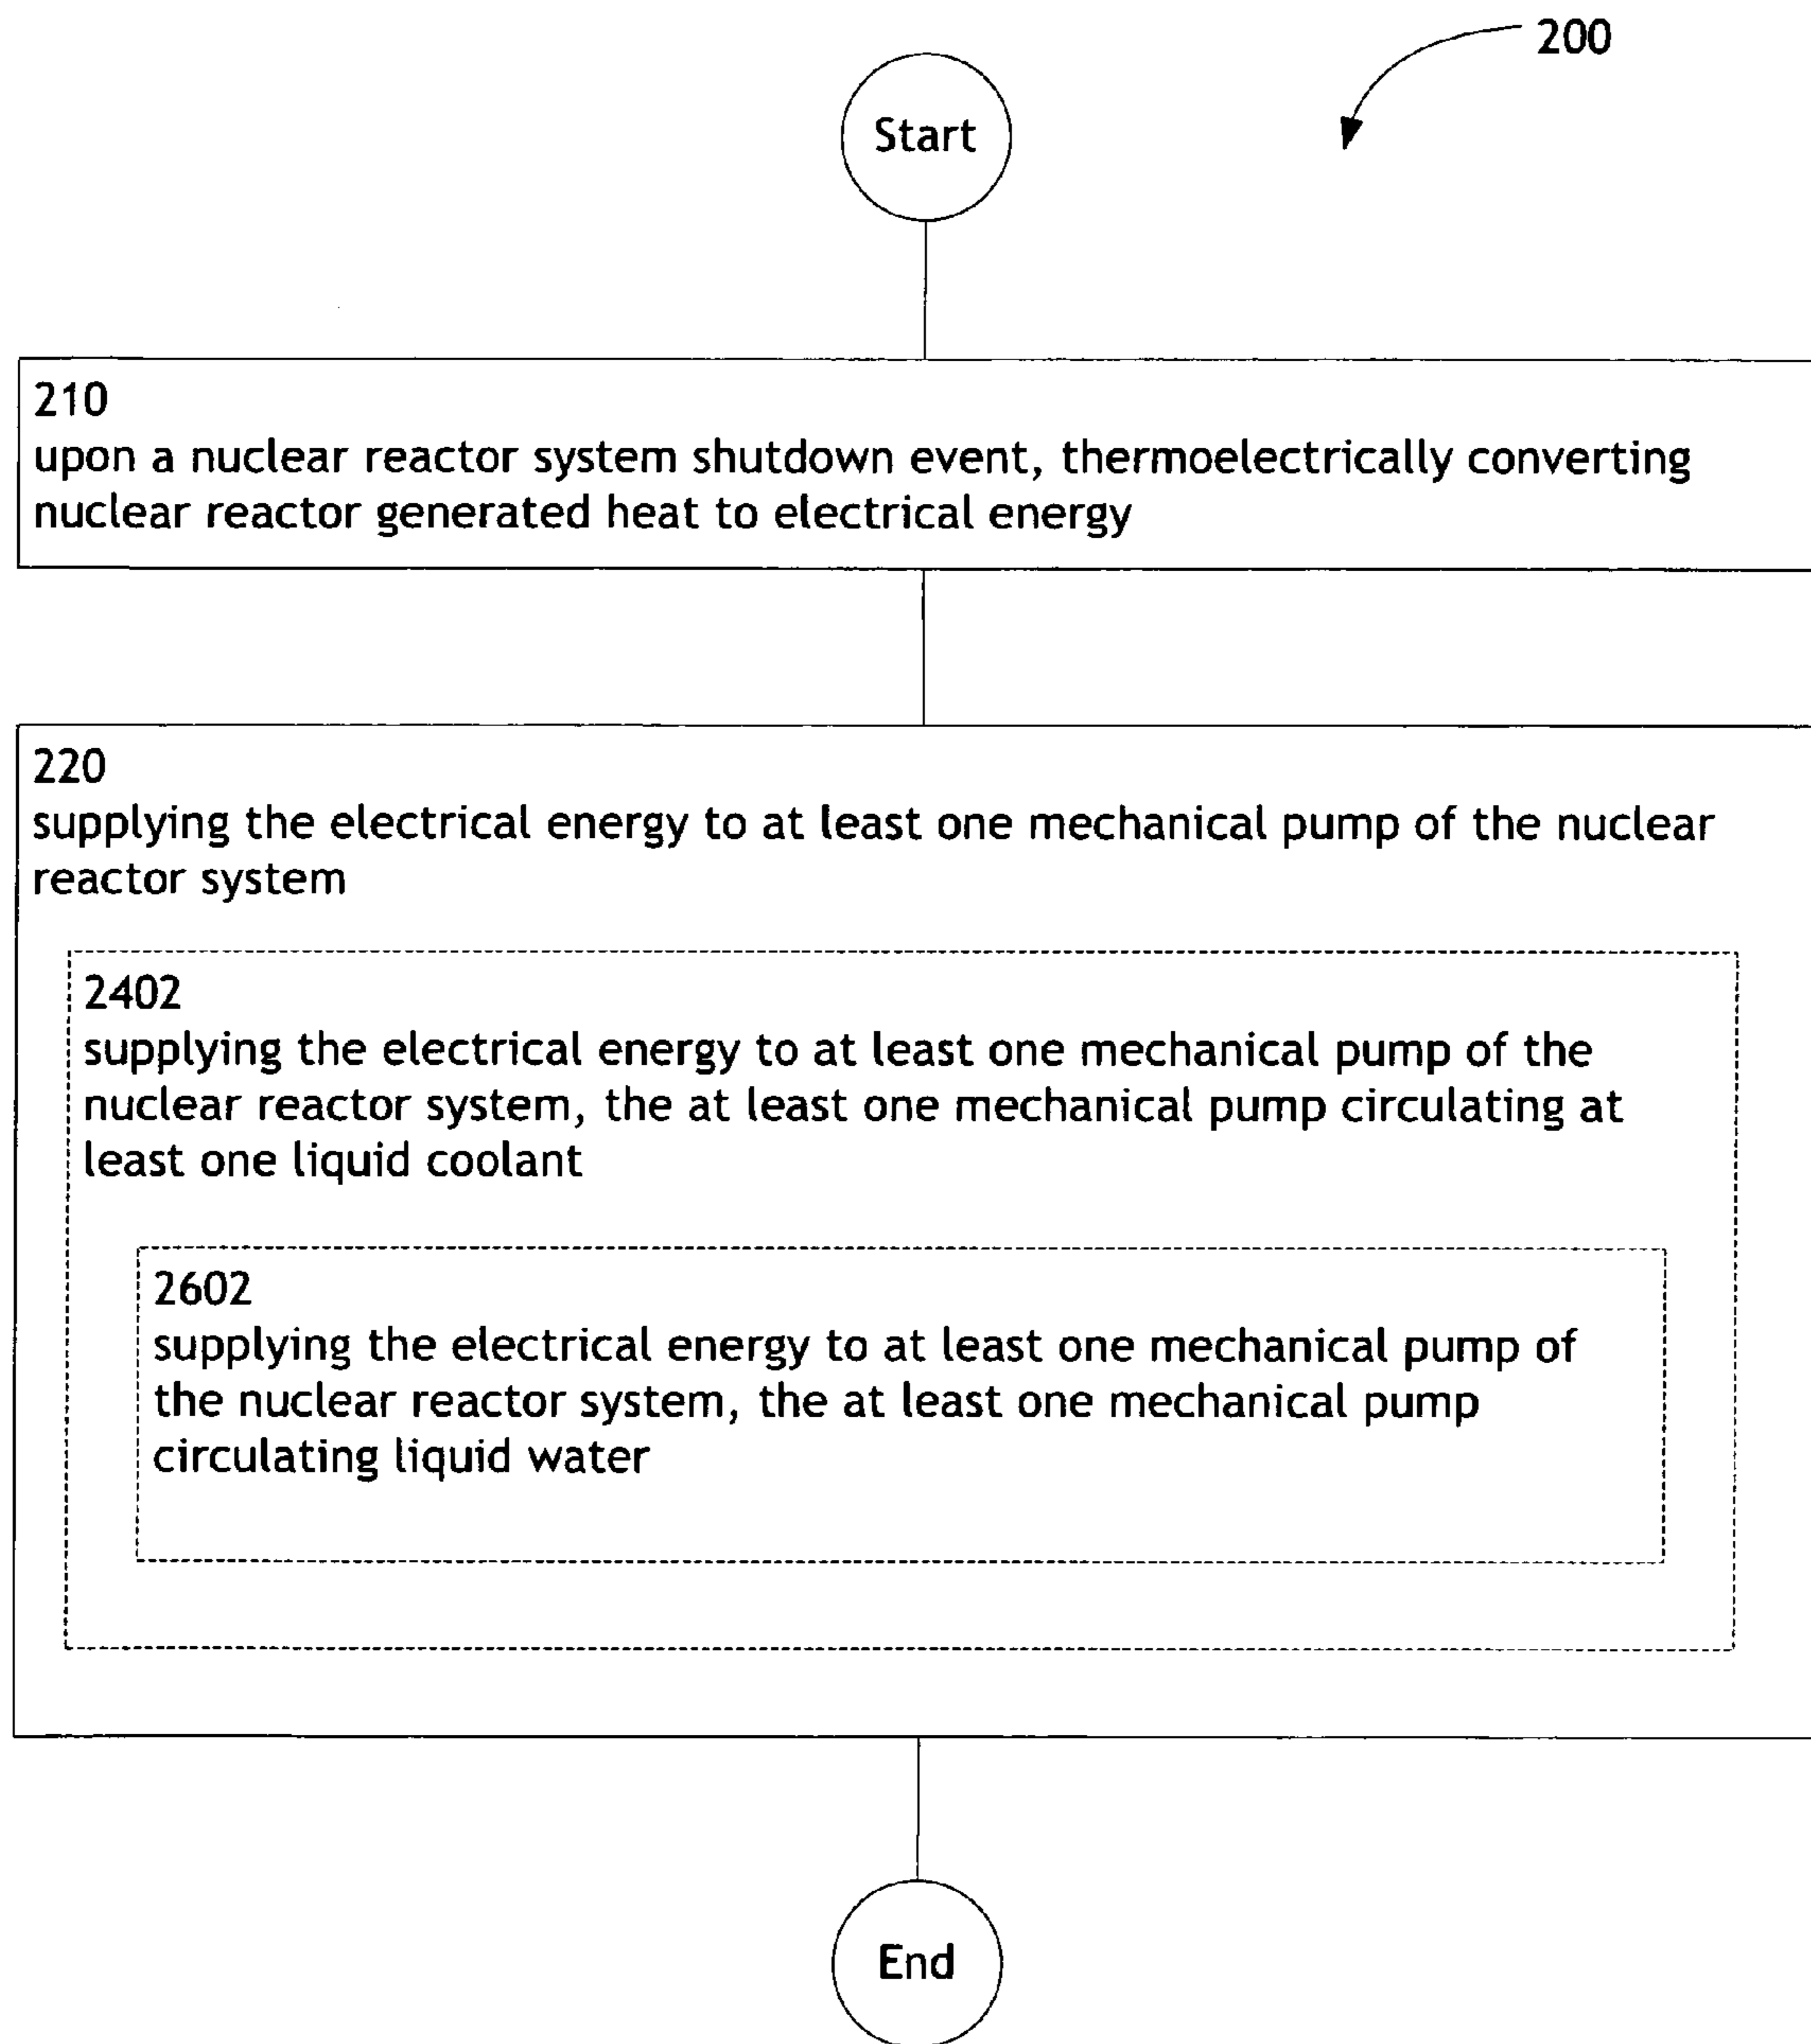 200
Start
210
upon a nuclear reactor system shutdown event, thermoelectrically converting
nuclear reactor generated heat to electrical energy
220
supplying the electrical energy to at least one mechanical pump of the nuclear
reactor system
2402
supplying the electrical energy to at least one mechanical pump of the
nuclear reactor system, the at least one mechanical pump circulating at
least one liquid coolant
2602
supplying the electrical energy to at least one mechanical pump of
the nuclear reactor system, the at least one mechanical pump
circulating liquid water
End